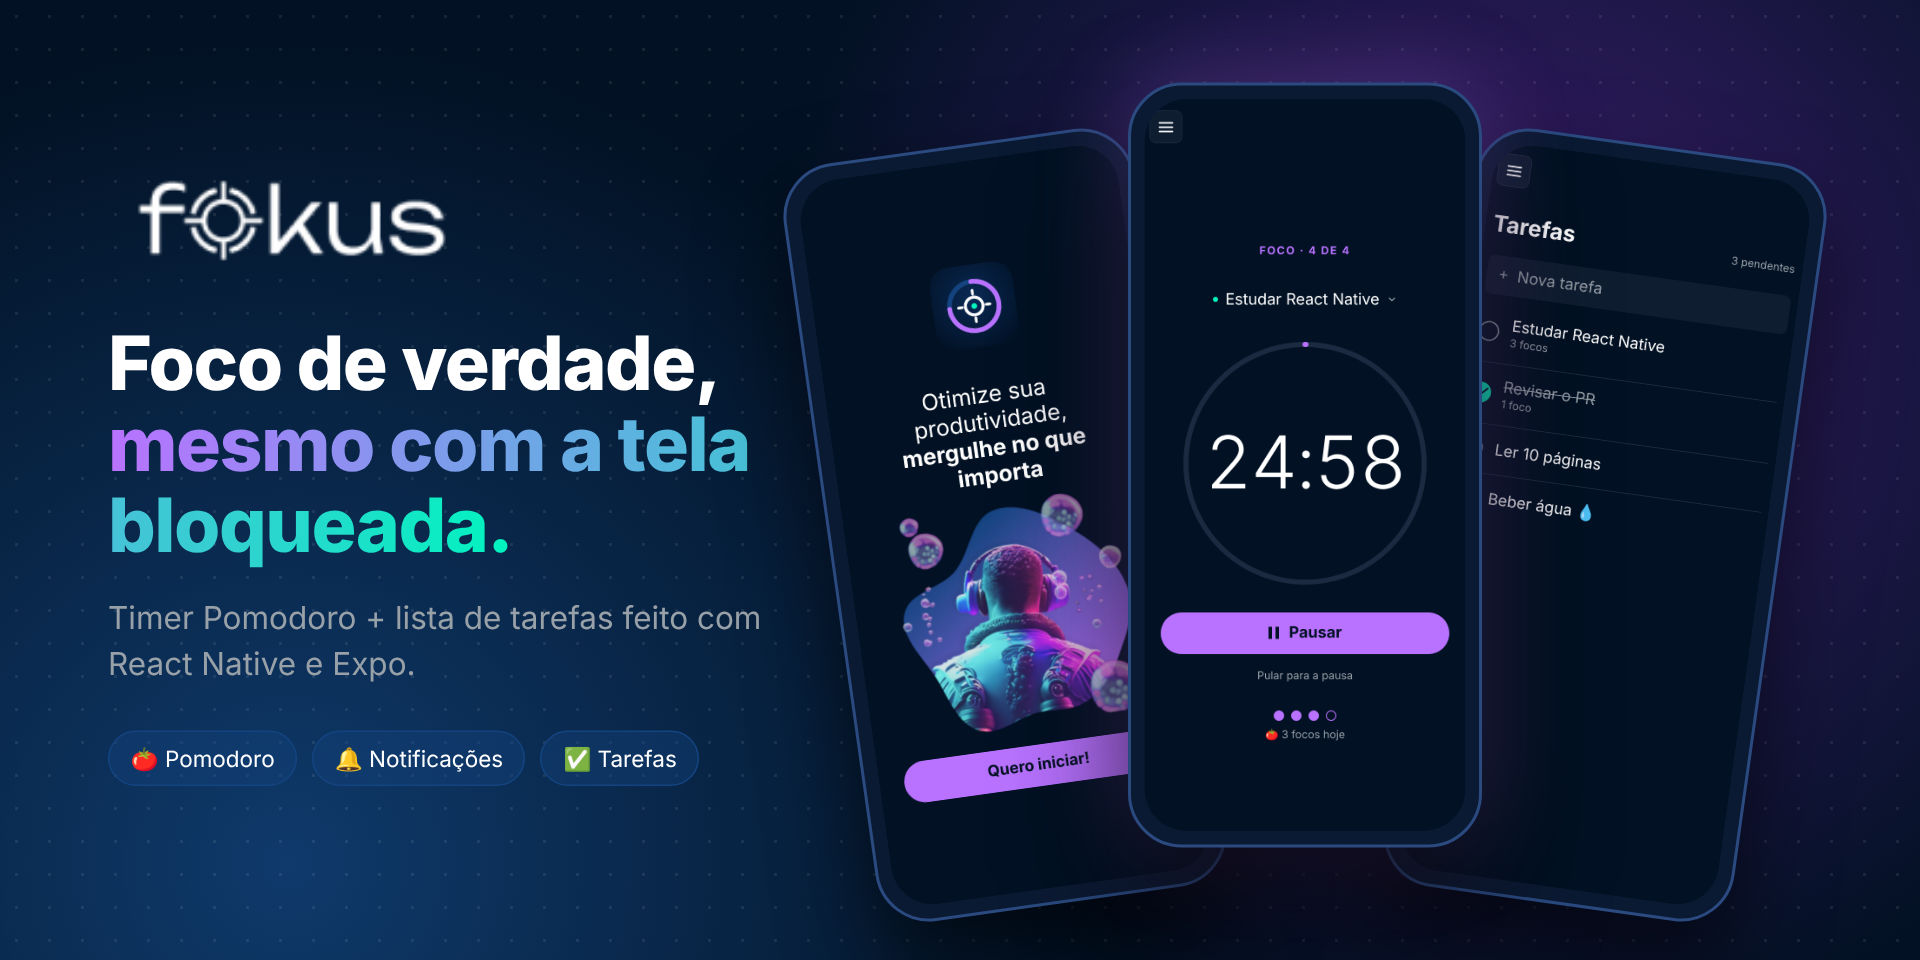 fokus
Foco de verdade,
mesmo com a tela
bloqueada.
Timer Pomodoro + lista de tarefas feito com
React Native e Expo.
🍅 Pomodoro
🔔 Notificações
✅ Tarefas
Otimize sua
produtividade,
mergulhe no que
importa
Quero iniciar!
FOCO · 4 DE 4
Estudar React Native
24:58
Pausar
Pular para a pausa
🍅 3 focos hoje
Tarefas
3 pendentes
+ Nova tarefa
Estudar React Native
3 focos
Revisar o PR
1 foco
Ler 10 páginas
Beber água 💧